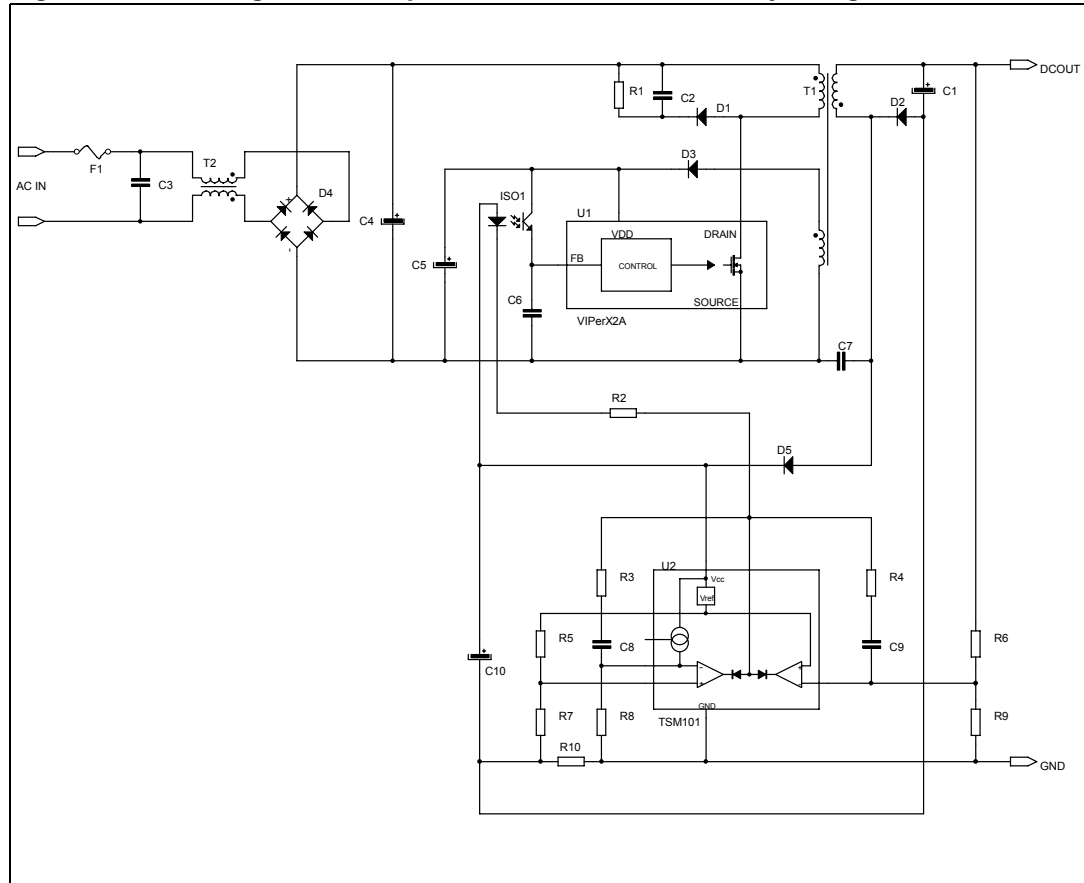 DCOUT
R1
C2
D1
T1
D2
C1
F1
T2
AC IN
C3
D4
+
-
C4
ISO1
D3
U1
VDD
DRAIN
FB
CONTROL
C5
C6
SOURCE
VIPerX2A
C7
R2
D5
U2
R3
Vcc
Vref
R4
R5
C8
C9
R6
C10
R7
R8
GND
TSM101
R9
R10
GND